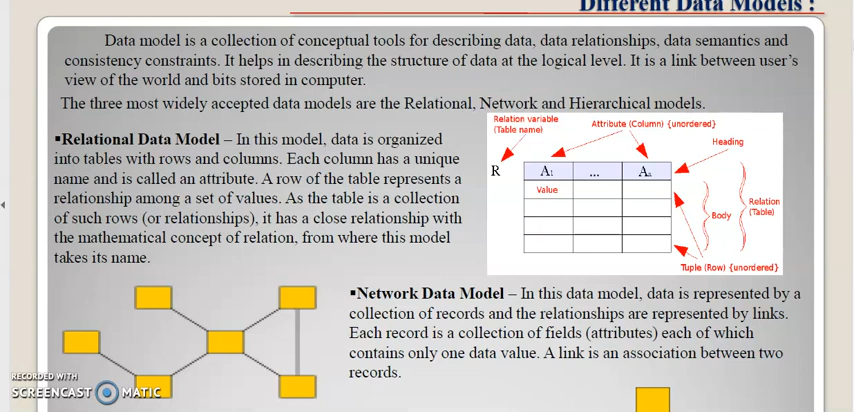 Different Data Models :
Data model is a collection of conceptual tools for describing data, data relationships, data semantics and
consistency constraints. It helps in describing the structure of data at the logical level. It is a link between user's
view of the world and bits stored in computer.
The three most widely accepted data models are the Relational, Network and Hierarchical models.
▪Relational Data Model – In this model, data is organized
into tables with rows and columns. Each column has a unique
name and is called an attribute. A row of the table represents a
relationship among a set of values. As the table is a collection
of such rows (or relationships), it has a close relationship with
the mathematical concept of relation, from where this model
takes its name.
Relation variable
(Table name)
Attribute (Column) {unordered}
Heading
R
A1 ... An
Value
Body
Relation
(Table)
Tuple (Row) {unordered}
▪Network Data Model – In this data model, data is represented by a
collection of records and the relationships are represented by links.
Each record is a collection of fields (attributes) each of which
contains only one data value. A link is an association between two
records.
RECORDED WITH
SCREENCAST MATIC